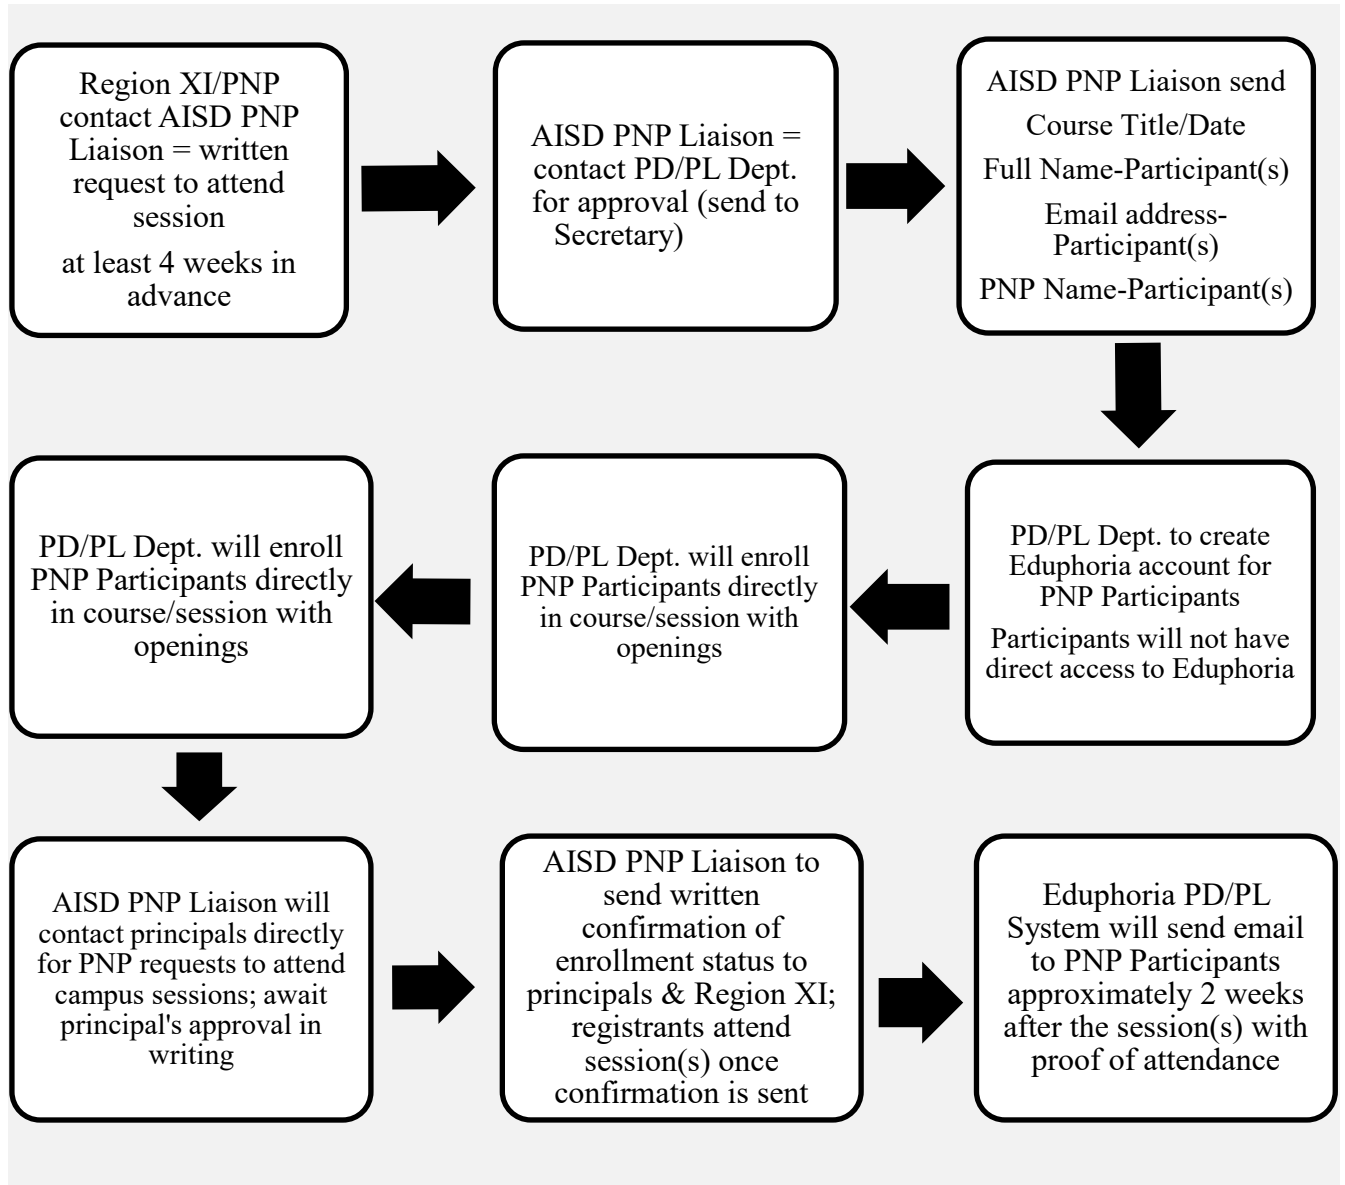 Region XI/PNP
contact AISD PNP
Liaison = written
request to attend
session
at least 4 weeks in
advance
AISD PNP Liaison =
contact PD/PL Dept.
for approval (send to
Secretary)
AISD PNP Liaison send
Course Title/Date
Full Name-Participant(s)
Email address-
Participant(s)
PNP Name-Participant(s)
PD/PL Dept. to create
Eduphoria account for
PNP Participants
Participants will not have
direct access to Eduphoria
PD/PL Dept. will enroll
PNP Participants directly
in course/session with
openings
PD/PL Dept. will enroll
PNP Participants directly
in course/session with
openings
AISD PNP Liaison will
contact principals directly
for PNP requests to attend
campus sessions; await
principal's approval in
writing
AISD PNP Liaison to
send written
confirmation of
enrollment status to
principals & Region XI;
registrants attend
session(s) once
confirmation is sent
Eduphoria PD/PL
System will send email
to PNP Participants
approximately 2 weeks
after the session(s) with
proof of attendance